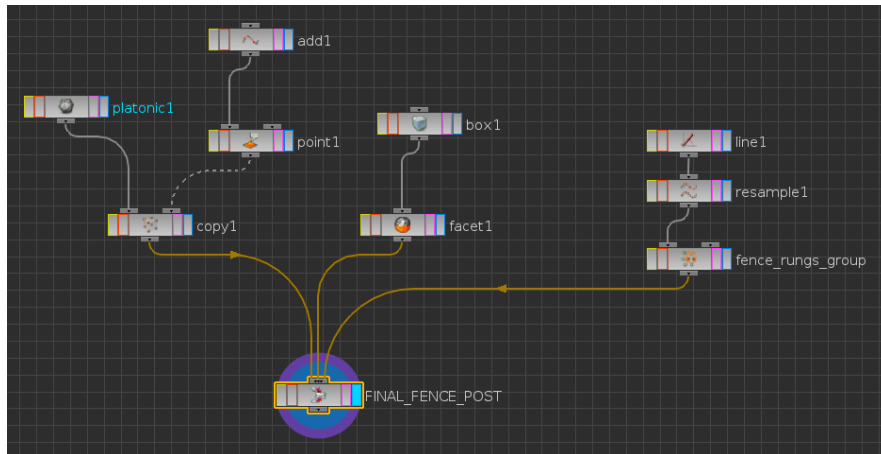 add1
platonic1
point1
box1
line1
resample1
copy1
facet1
fence_rungs_group
FINAL_FENCE_POST